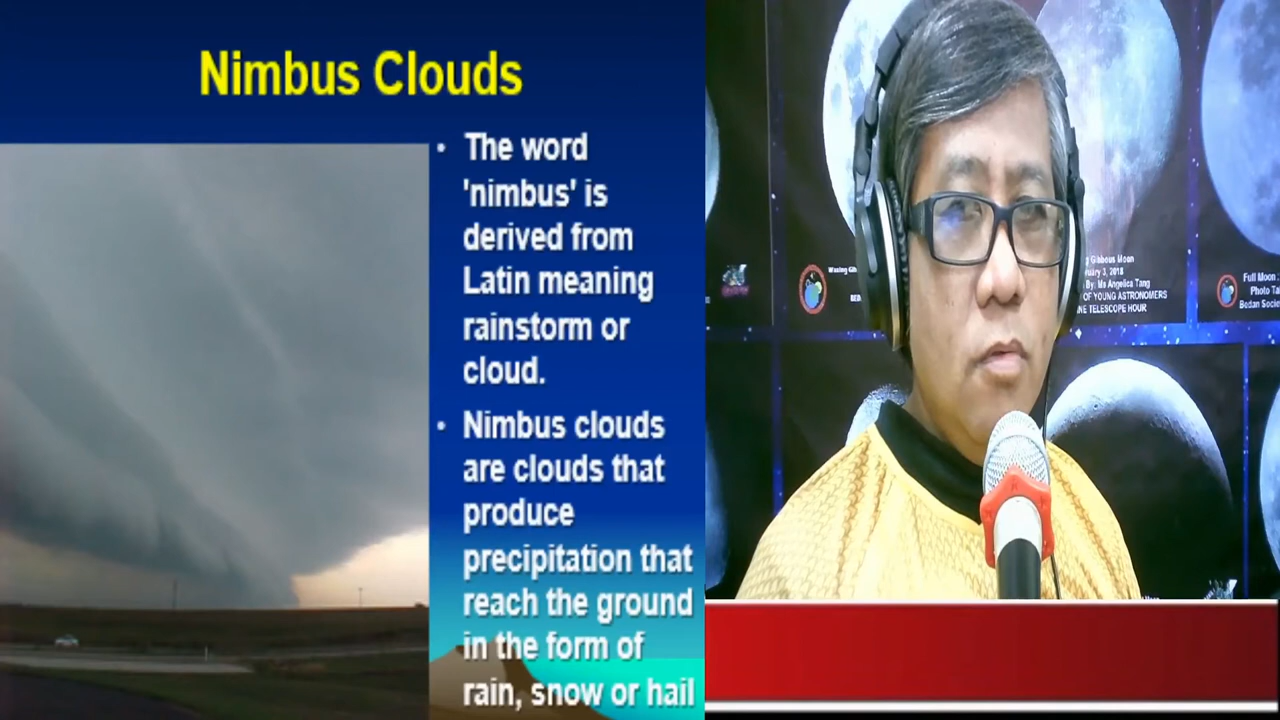 Nimbus Clouds
• The word
'nimbus' is
derived from
Latin meaning
rainstorm or
cloud.
• Nimbus clouds
are clouds that
produce
precipitation that
reach the ground
in the form of
rain, snow or hail
Waxing
Gibbous Moon
2018
By: Ms Angelica Tang
OF YOUNG ASTRONOMERS
TELESCOPE HOUR
Full Moon
Photo